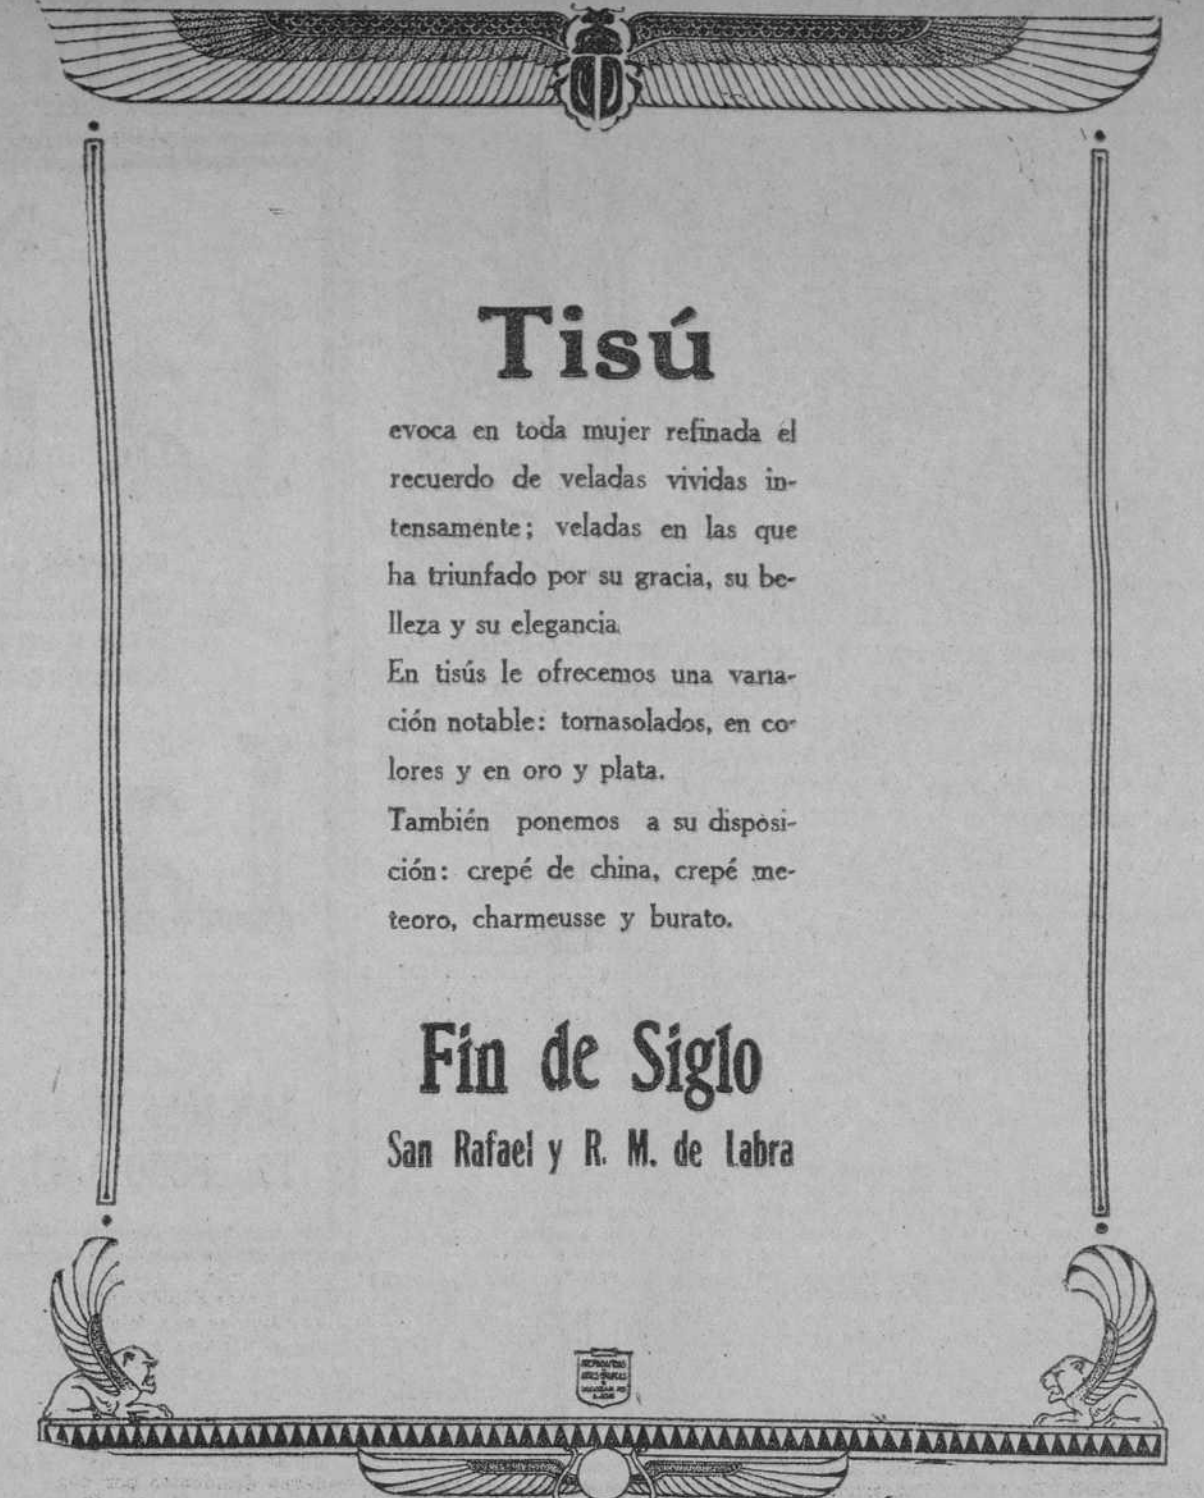 Tisú
evoca en toda mujer refinada el
recuerdo de veladas vividas in-
tensamente; veladas en las que
ha triunfado por su gracia, su be-
lleza y su elegancia.
En tisús le ofrecemos una varia-
ción notable: tornasolados, en co-
lores y en oro y plata.
También ponemos a su disposi-
ción: crepé de china, crepé me-
teoro, charmeusse y burato.
Fin de Siglo
San Rafael y R. M. de Labra